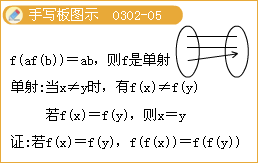 手写板图示 0302-05
f(af(b))=ab，则f是单射
单射:当x≠y时，有f(x)≠f(y)
若f(x)=f(y)，则x=y
证:若f(x)=f(y)，f(f(x))=f(f(y))